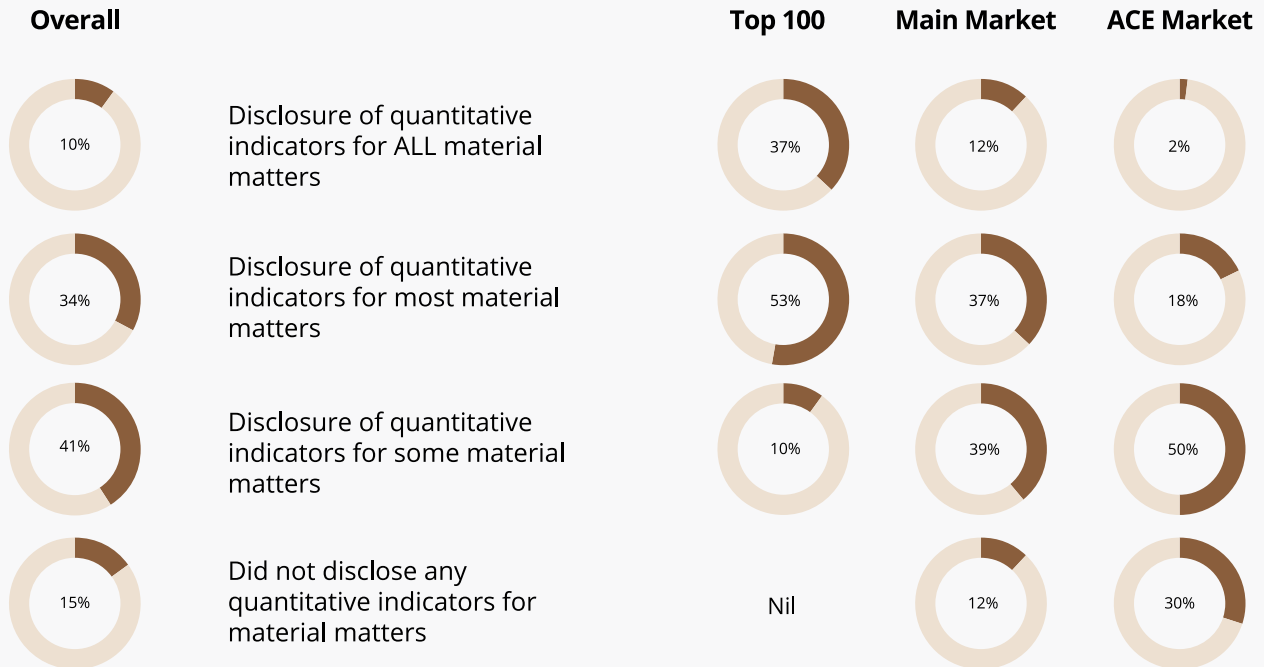 Overall
Top 100
Main Market
ACE Market
10%
Disclosure of quantitative
indicators for ALL material
matters
37%
12%
2%
34%
Disclosure of quantitative
indicators for most material
matters
53%
37%
18%
41%
Disclosure of quantitative
indicators for some material
matters
10%
39%
50%
15%
Did not disclose any
quantitative indicators for
material matters
Nil
12%
30%